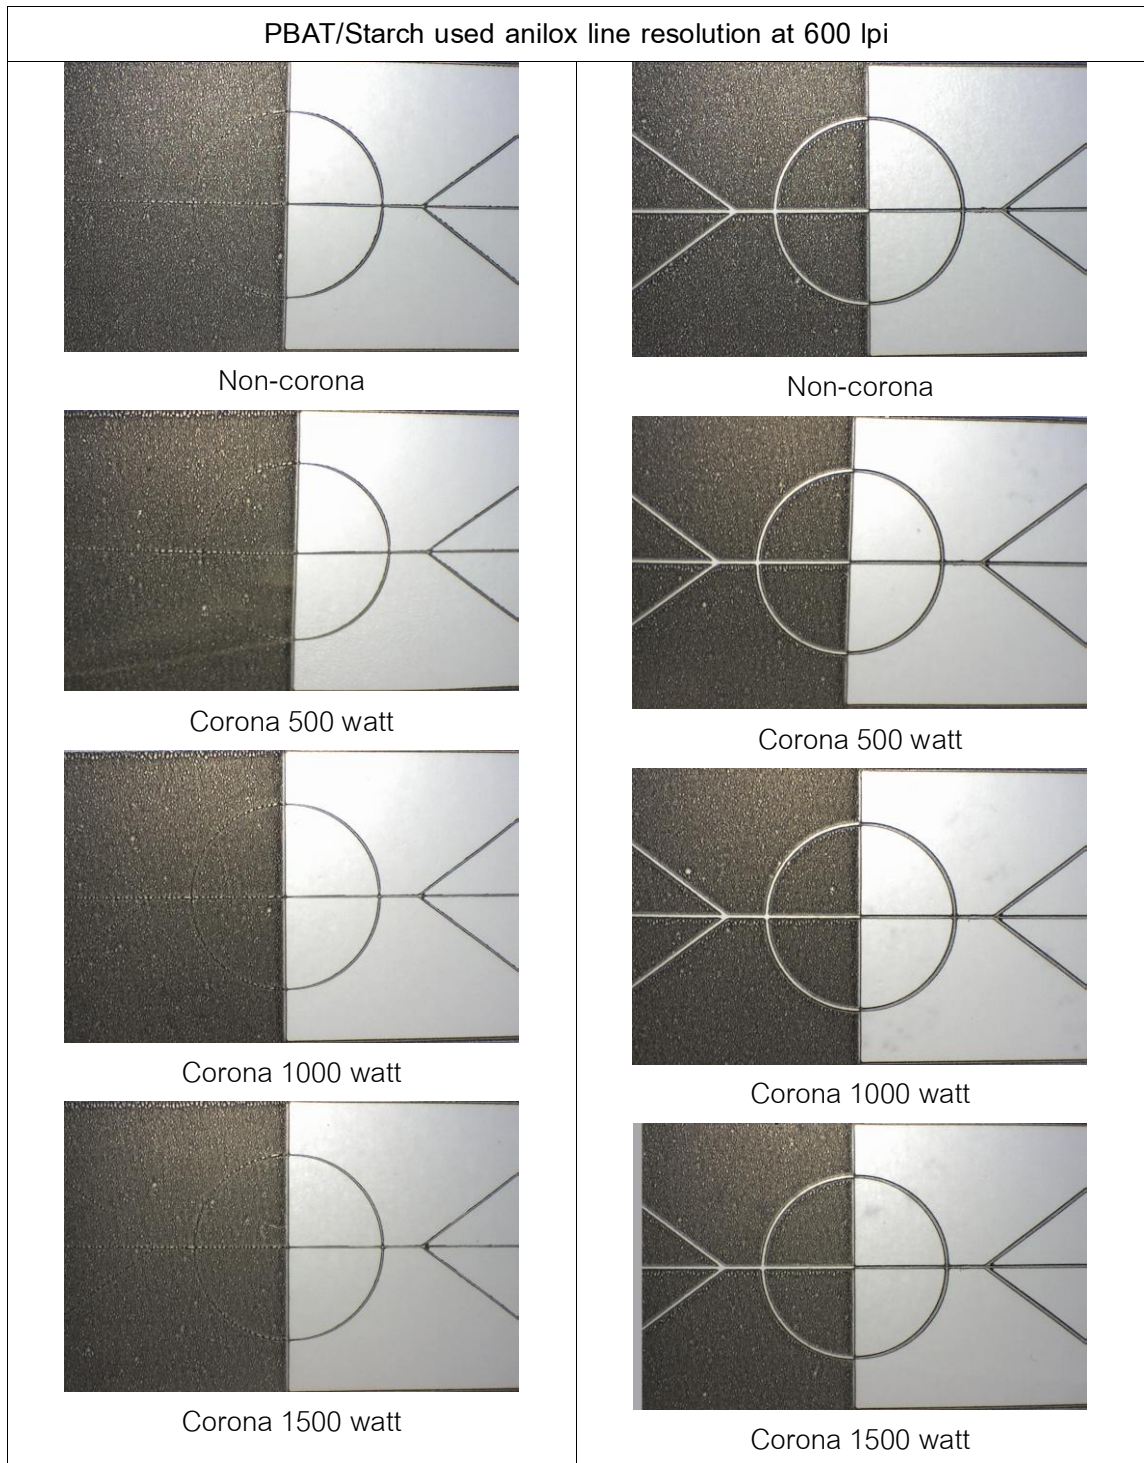 PBAT/Starch used anilox line resolution at 600 lpi
Non-corona
Non-corona
Corona 500 watt
Corona 500 watt
Corona 1000 watt
Corona 1000 watt
Corona 1500 watt
Corona 1500 watt